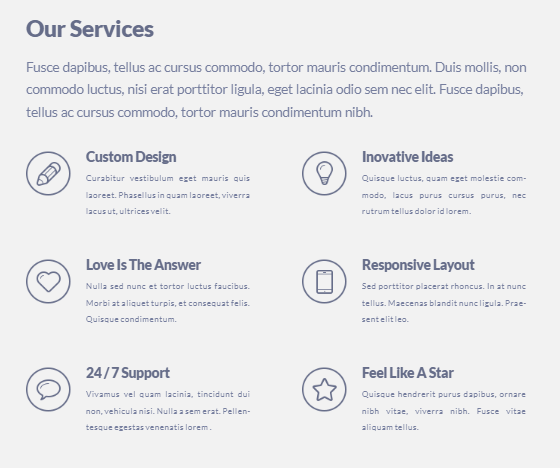 Our Services
Fusce dapibus, tellus ac cursus commodo, tortor mauris condimentum. Duis mollis, non
commodo luctus, nisi erat porttitor ligula, eget lacinia odio sem nec elit. Fusce dapibus,
tellus ac cursus commodo, tortor mauris condimentum nibh.
Custom Design
Curabitur vestibulum eget mauris quis
laoreet. Phasellus in quam laoreet, viverra
lacus ut, ultrices velit.
Inovative Ideas
Quisque luctus, quam eget molestie com-
modo, lacus purus cursus purus, nec
rutrum tellus dolor id lorem.
Love Is The Answer
Nulla sed nunc et tortor luctus faucibus.
Morbi at aliquet turpis, et consequat felis.
Quisque condimentum.
Responsive Layout
Sed porttitor placerat rhoncus. In at nunc
tellus. Maecenas blandit nunc ligula. Prae-
sent elit leo.
24 / 7 Support
Vivamus vel quam lacinia, tincidunt dui
non, vehicula nisi. Nulla a sem erat. Pellen-
tesque egestas venenatis lorem .
Feel Like A Star
Quisque hendrerit purus dapibus, ornare
nibh vitae, viverra nibh. Fusce vitae
aliquam tellus.